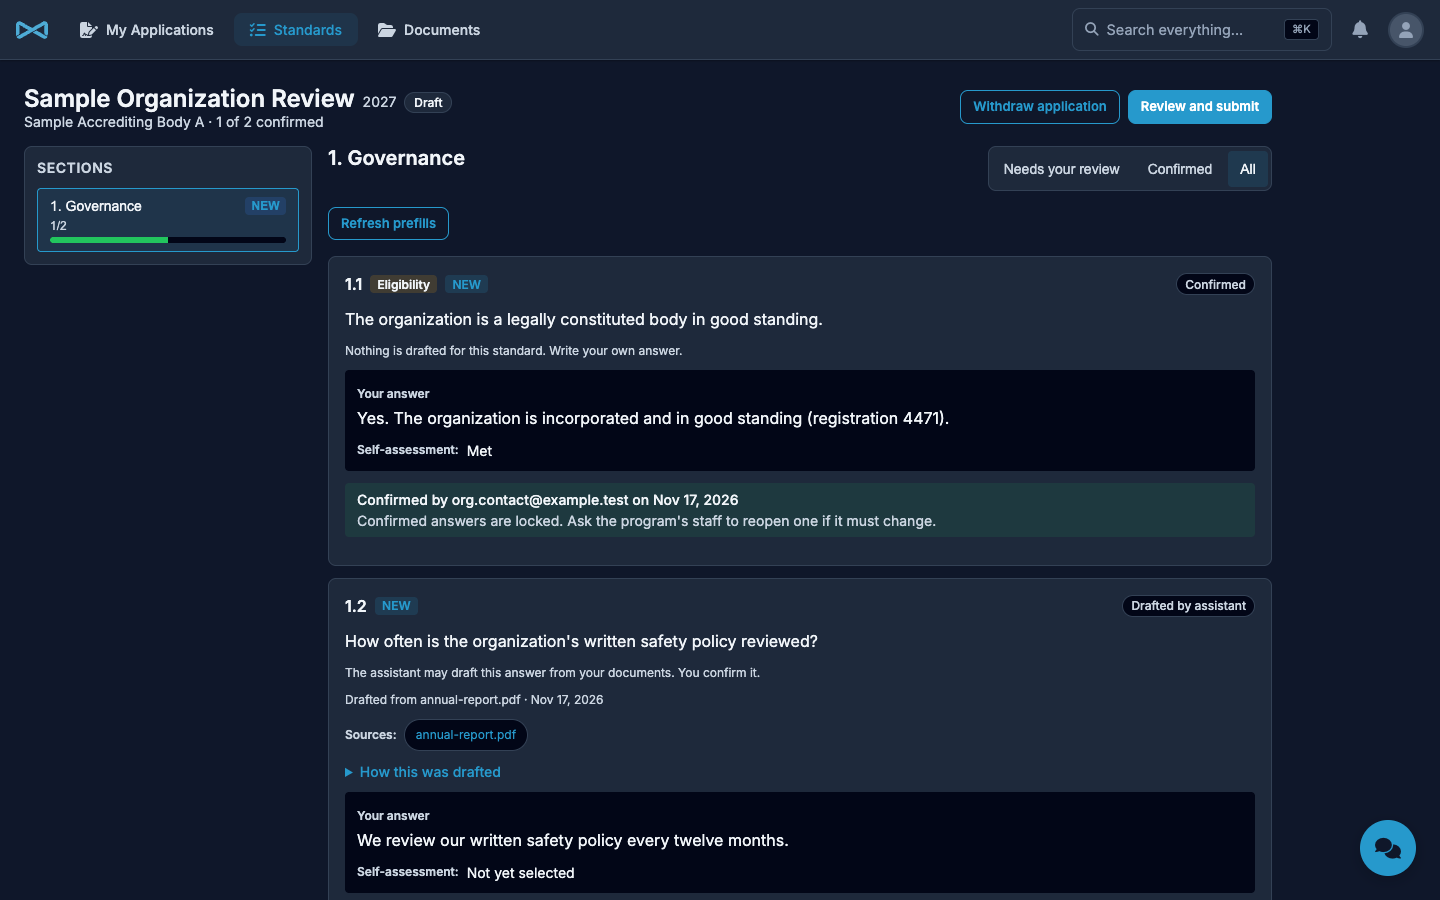 My Applications
Standards
Documents
Search everything...
⌘K
Sample Organization Review 2027 Draft
Sample Accrediting Body A · 1 of 2 confirmed
Withdraw application
Review and submit
SECTIONS
1. Governance NEW
1/2
1. Governance
Needs your review
Confirmed
All
Refresh prefills
1.1 Eligibility NEW Confirmed
The organization is a legally constituted body in good standing.
Nothing is drafted for this standard. Write your own answer.
Your answer
Yes. The organization is incorporated and in good standing (registration 4471).
Self-assessment: Met
Confirmed by org.contact@example.test on Nov 17, 2026
Confirmed answers are locked. Ask the program's staff to reopen one if it must change.
1.2 NEW Drafted by assistant
How often is the organization's written safety policy reviewed?
The assistant may draft this answer from your documents. You confirm it.
Drafted from annual-report.pdf · Nov 17, 2026
Sources: annual-report.pdf
How this was drafted
Your answer
We review our written safety policy every twelve months.
Self-assessment: Not yet selected